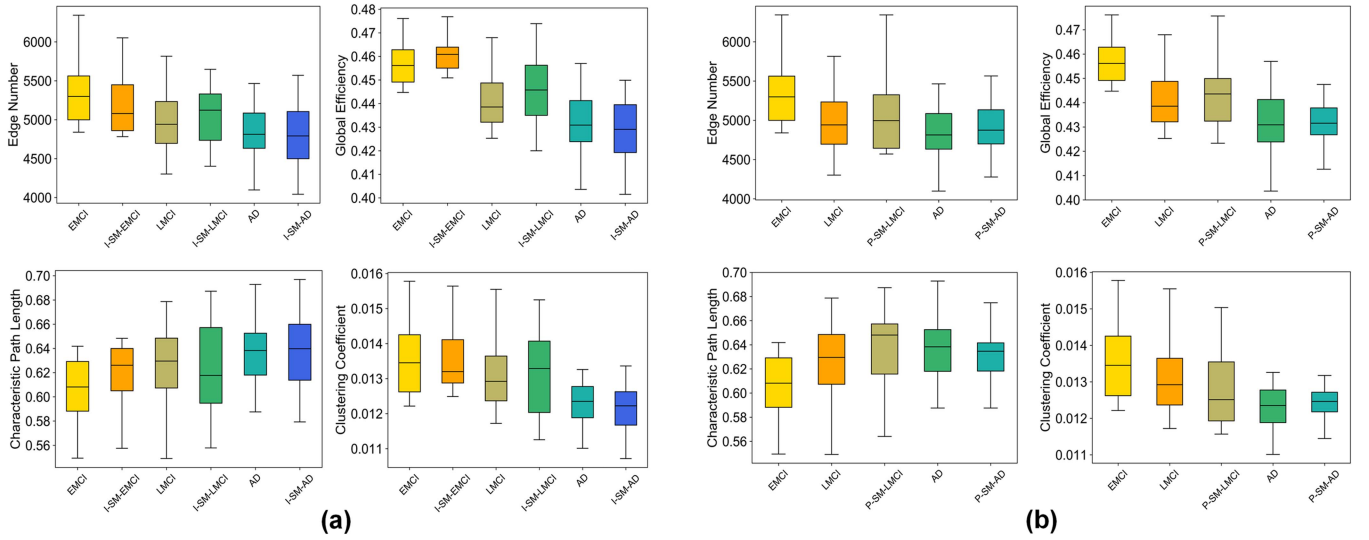 Edge Number
6000
5500
5000
4500
4000
EMCI
I-SM-EMCI
LMCI
I-SM-LMCI
AD
I-SM-AD
Global Efficiency
0.48
0.47
0.46
0.45
0.44
0.43
0.42
0.41
0.40
EMCI
I-SM-EMCI
LMCI
I-SM-LMCI
AD
I-SM-AD
Characteristic Path Length
0.70
0.68
0.66
0.64
0.62
0.60
0.58
0.56
EMCI
I-SM-EMCI
LMCI
I-SM-LMCI
AD
I-SM-AD
Clustering Coefficient
0.016
0.015
0.014
0.013
0.012
0.011
EMCI
I-SM-EMCI
LMCI
I-SM-LMCI
AD
I-SM-AD
(a)
Edge Number
6000
5500
5000
4500
4000
EMCI
LMCI
P-SM-LMCI
AD
P-SM-AD
Global Efficiency
0.47
0.46
0.45
0.44
0.43
0.42
0.41
0.40
EMCI
LMCI
P-SM-LMCI
AD
P-SM-AD
Characteristic Path Length
0.70
0.68
0.66
0.64
0.62
0.60
0.58
0.56
EMCI
LMCI
P-SM-LMCI
AD
P-SM-AD
Clustering Coefficient
0.016
0.015
0.014
0.013
0.012
0.011
EMCI
LMCI
P-SM-LMCI
AD
P-SM-AD
(b)